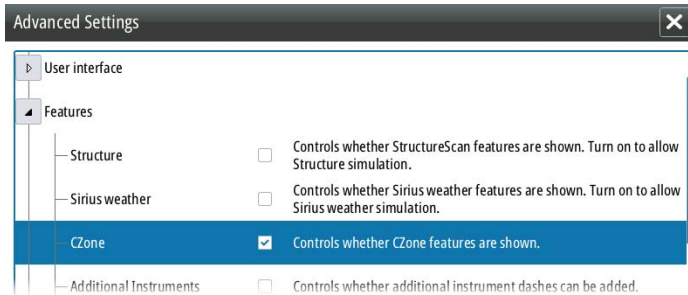 Advanced Settings
User interface
Features
Structure
Controls whether StructureScan features are shown. Turn on to allow
Structure simulation.
Sirius weather
Controls whether Sirius weather features are shown. Turn on to allow
Sirius weather simulation.
CZone
Controls whether CZone features are shown.
Additional Instruments
Controls whether additional instrument dashes can be added.